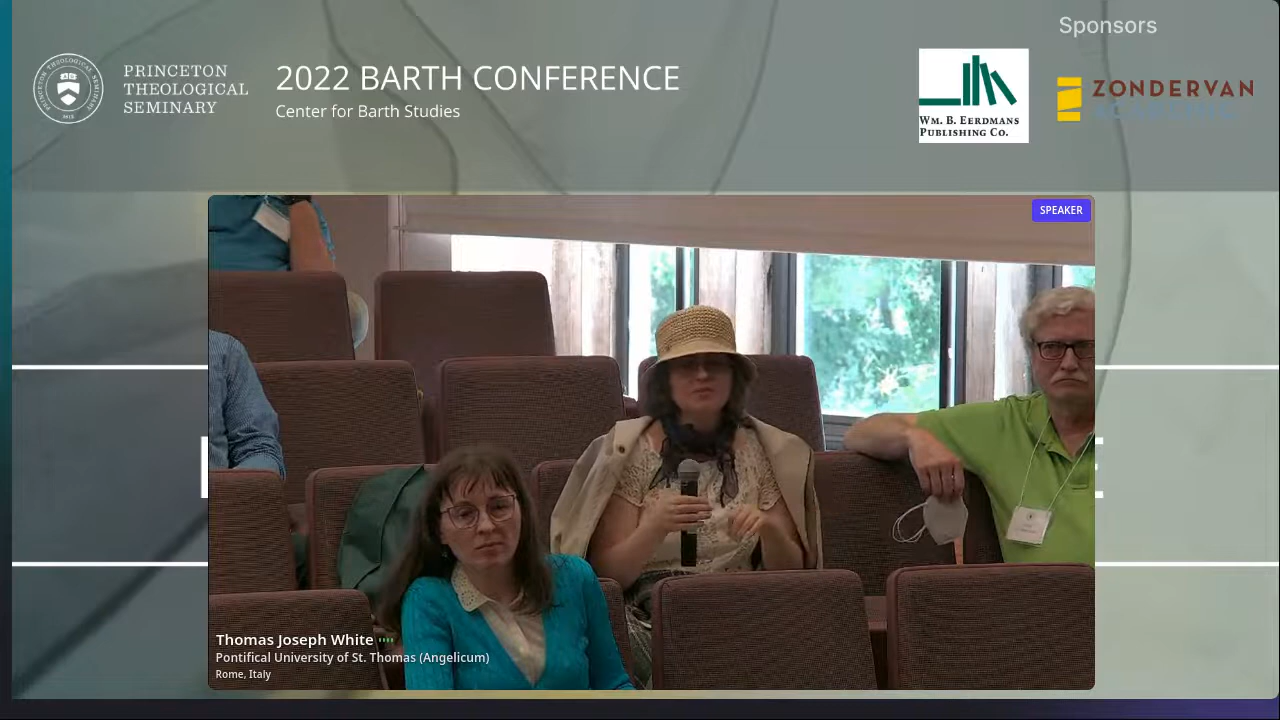 Sponsors
PRINCETON
THEOLOGICAL
SEMINARY
2022 BARTH CONFERENCE
Center for Barth Studies
WM. B. EERDMANS
PUBLISHING CO.
ZONDERVAN
ACADEMIC
SPEAKER
Thomas Joseph White
Pontifical University of St. Thomas (Angelicum)
Rome, Italy